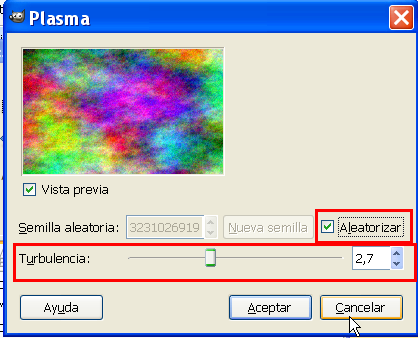 Plasma
Vista previa
Semilla aleatoria: 3231026919 Nueva semilla Aleatorizar
Turbulencia: 2,7
Ayuda Aceptar Cancelar